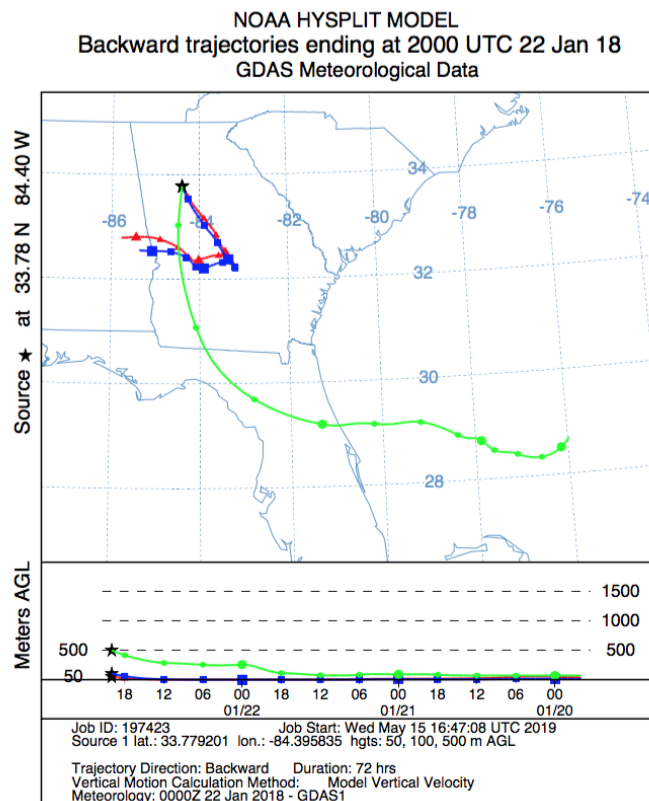 NOAA HYSPLIT MODEL
Backward trajectories ending at 2000 UTC 22 Jan 18
GDAS Meteorological Data
Source ★ at 33.78 N 84.40 W
-86
-84
-82
-80
-78
-76
-74
34
32
30
28
Meters AGL
1500
1000
500
500
50
18 12 06 00 18 12 06 00 18 12 06 00
01/22 01/21 01/20
Job ID: 197423 Job Start: Wed May 15 16:47:08 UTC 2019
Source 1 lat.: 33.779201 lon.: -84.395835 hgts: 50, 100, 500 m AGL
Trajectory Direction: Backward Duration: 72 hrs
Vertical Motion Calculation Method: Model Vertical Velocity
Meteorology: 0000Z 22 Jan 2018 - GDAS1